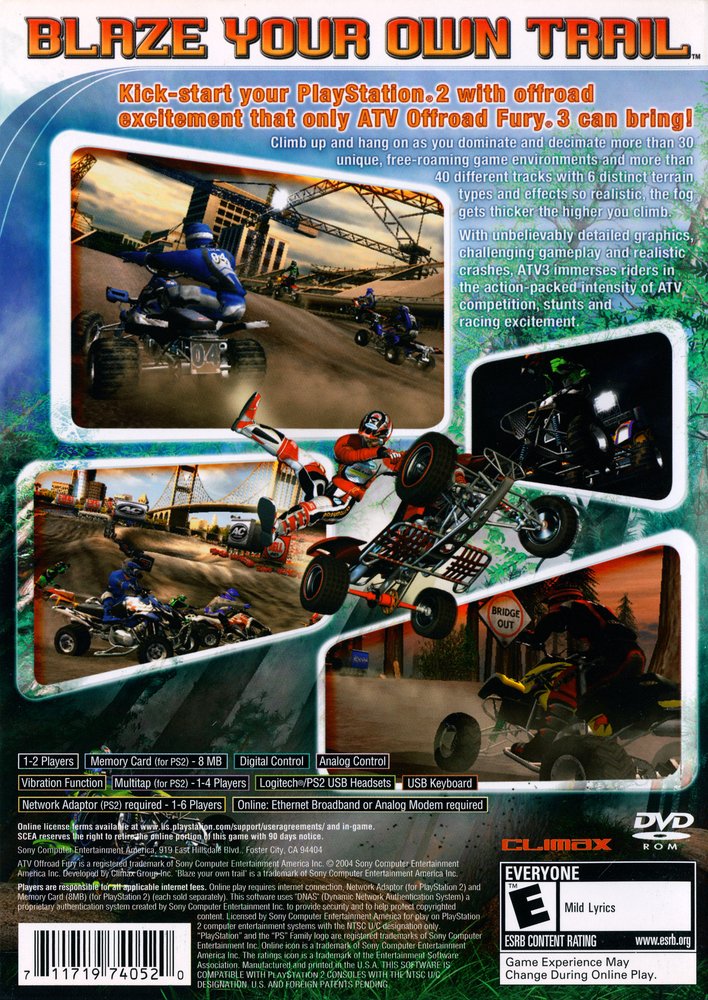 BLAZE YOUR OWN TRAIL™
Kick-start your PlayStation®2 with offroad
excitement that only ATV Offroad Fury®3 can bring!
Climb up and hang on as you dominate and decimate more than 30
unique, free-roaming game environments and more than
40 different tracks with 6 distinct terrain
types and effects so realistic, the fog
gets thicker the higher you climb.
With unbelievably detailed graphics,
challenging gameplay and realistic
crashes, ATV3 immerses riders in
the action-packed intensity of ATV
competition, stunts and
racing excitement.
04
04
AC
AC
BRIDGE
OUT
1-2 Players
Memory Card (for PS2) - 8 MB
Digital Control
Analog Control
Vibration Function
Multitap (for PS2) - 1-4 Players
Logitech®/PS2 USB Headsets
USB Keyboard
Network Adaptor (PS2) required - 1-6 Players
Online: Ethernet Broadband or Analog Modem required
Online license terms available at www.us.playstation.com/support/useragreements/ and in-game.
SCEA reserves the right to retire the online portion of this game with 90 days notice.
Sony Computer Entertainment America, 919 East Hillsdale Blvd., Foster City, CA 94404
ATV Offroad Fury is a registered trademark of Sony Computer Entertainment America Inc. © 2004 Sony Computer Entertainment
America Inc. Developed by Climax Group Inc. 'Blaze your own trail' is a trademark of Sony Computer Entertainment America Inc.
Players are responsible for all applicable internet fees. Online play requires internet connection, Network Adaptor (for PlayStation 2) and
Memory Card (8MB) (for PlayStation 2) (each sold separately). This software uses "DNAS" (Dynamic Network Authentication System) a
proprietary authentication system created by Sony Computer Entertainment Inc. to provide security and to help protect copyrighted
content. Licensed by Sony Computer Entertainment America for play on PlayStation
2 computer entertainment systems with the NTSC U/C designation only.
"PlayStation" and the "PS" Family logo are registered trademarks of Sony Computer
Entertainment Inc. Online icon is a trademark of Sony Computer Entertainment
America Inc. The ratings icon is a trademark of the Entertainment Software
Association. Manufactured and printed in the U.S.A. THIS SOFTWARE IS
COMPATIBLE WITH PLAYSTATION 2 CONSOLES WITH THE NTSC U/C
DESIGNATION. U.S. AND FOREIGN PATENTS PENDING.
7 11719 74052 0
CLIMAX
DVD
ROM
EVERYONE
E
Mild Lyrics
ESRB CONTENT RATING www.esrb.org
Game Experience May
Change During Online Play.